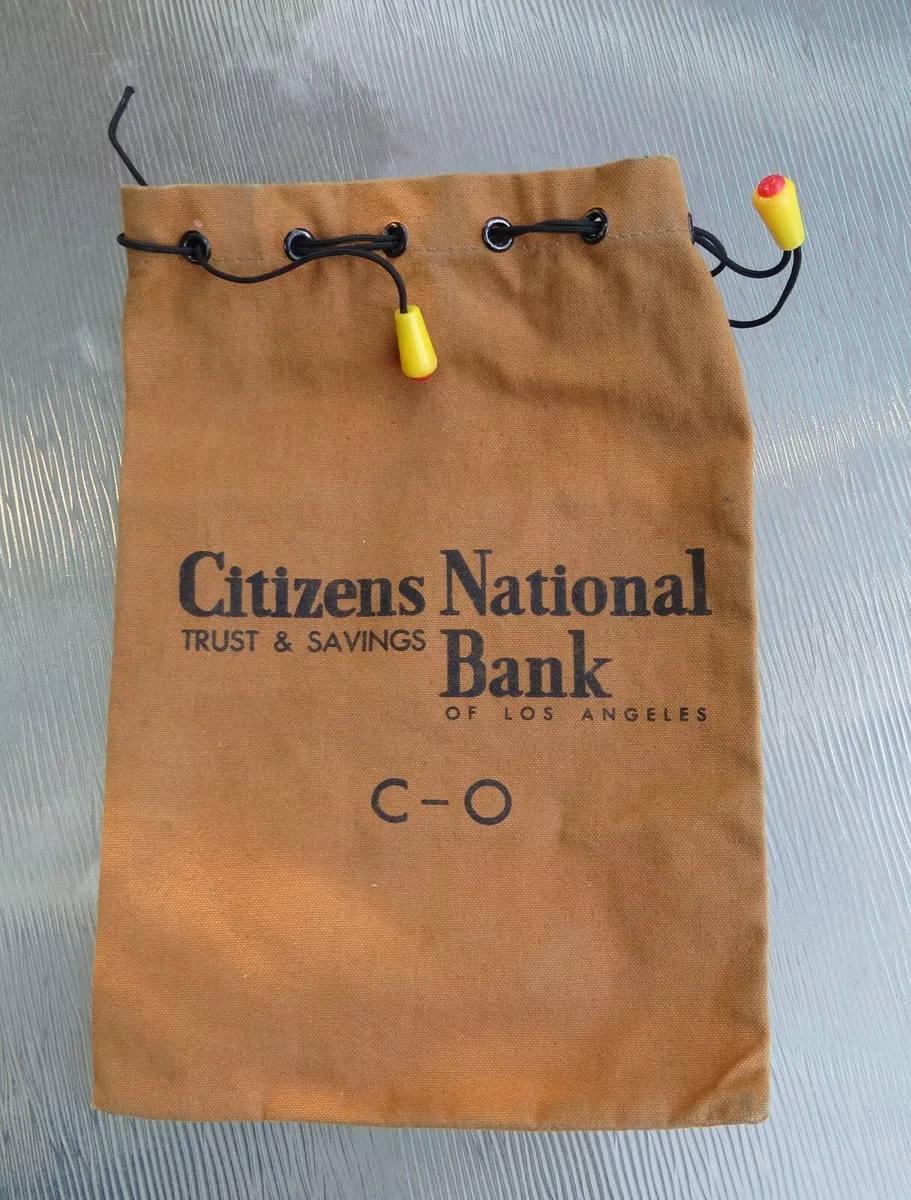 Citizens National
TRUST & SAVINGS
Bank
OF LOS ANGELES
C-O